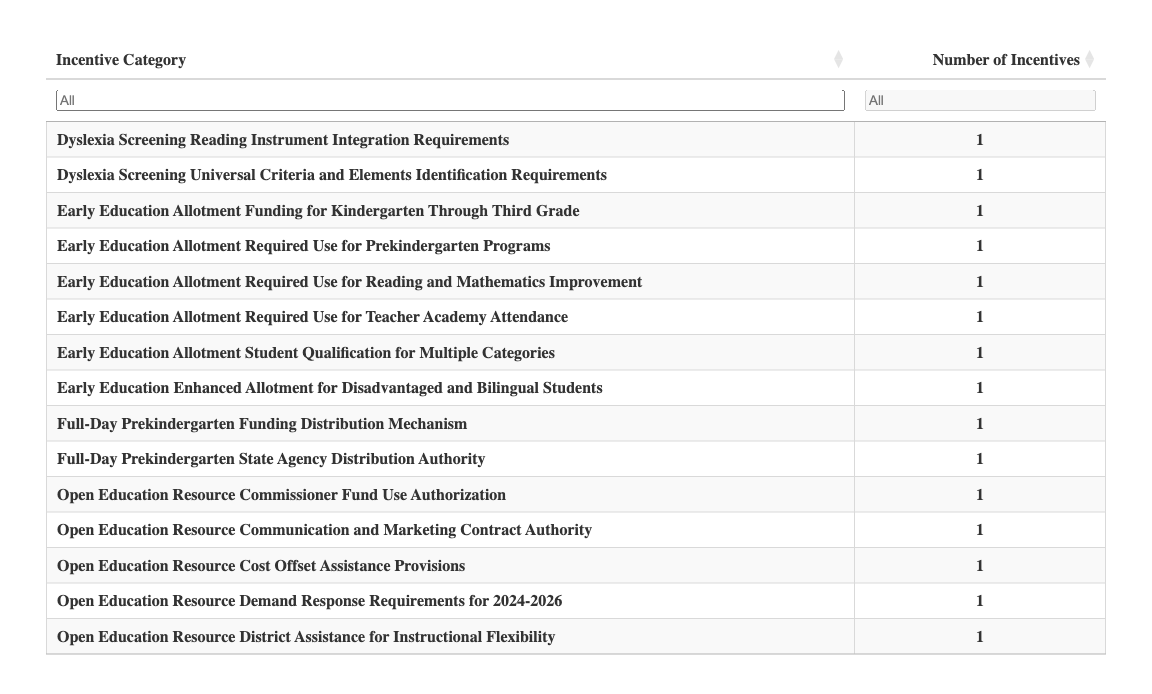 Incentive Category Number of Incentives
All All
Dyslexia Screening Reading Instrument Integration Requirements 1
Dyslexia Screening Universal Criteria and Elements Identification Requirements 1
Early Education Allotment Funding for Kindergarten Through Third Grade 1
Early Education Allotment Required Use for Prekindergarten Programs 1
Early Education Allotment Required Use for Reading and Mathematics Improvement 1
Early Education Allotment Required Use for Teacher Academy Attendance 1
Early Education Allotment Student Qualification for Multiple Categories 1
Early Education Enhanced Allotment for Disadvantaged and Bilingual Students 1
Full-Day Prekindergarten Funding Distribution Mechanism 1
Full-Day Prekindergarten State Agency Distribution Authority 1
Open Education Resource Commissioner Fund Use Authorization 1
Open Education Resource Communication and Marketing Contract Authority 1
Open Education Resource Cost Offset Assistance Provisions 1
Open Education Resource Demand Response Requirements for 2024-2026 1
Open Education Resource District Assistance for Instructional Flexibility 1